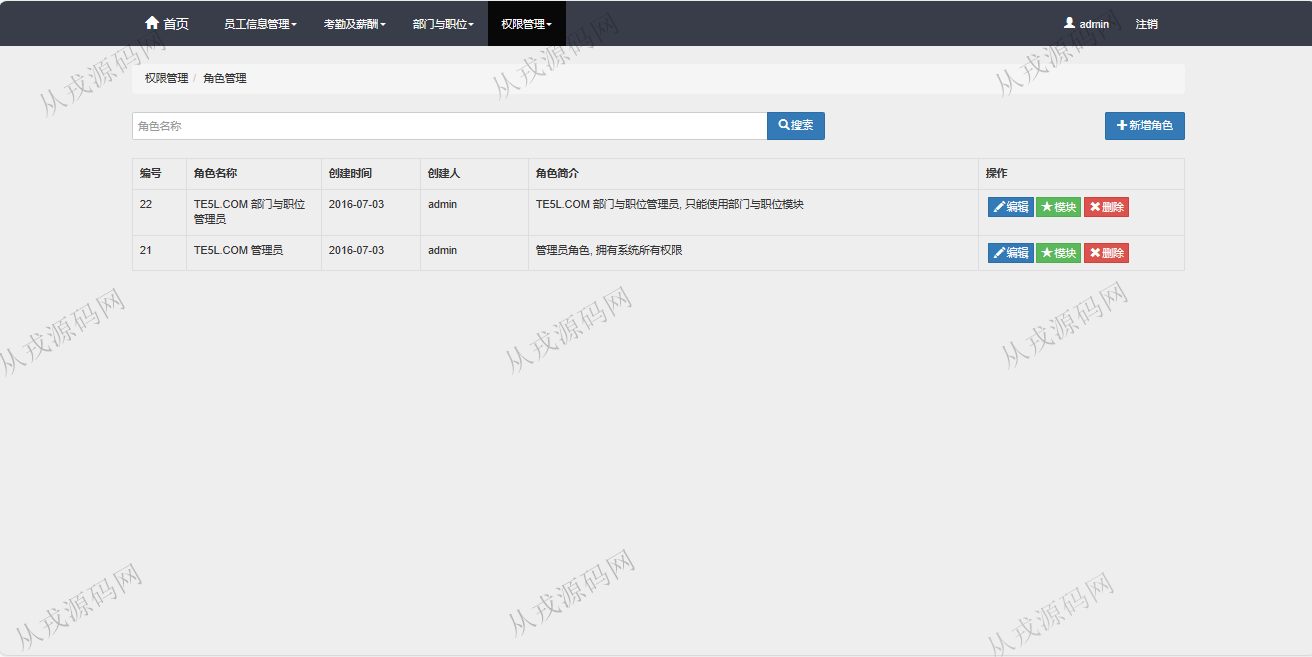 首页 员工信息管理 考勤及薪酬 部门与职位 权限管理 admin 注销
权限管理 / 角色管理
角色名称 搜索 新增角色
编号 角色名称 创建时间 创建人 角色简介 操作
22 TE5L.COM 部门与职位 2016-07-03 admin TE5L.COM 部门与职位管理员, 只能使用部门与职位模块 编辑 模块 删除
管理员
21 TE5L.COM 管理员 2016-07-03 admin 管理员角色, 拥有系统所有权限 编辑 模块 删除
从戎源码网
从戎源码网
从戎源码网
从戎源码网
从戎源码网
从戎源码网
从戎源码网
从戎源码网
从戎源码网